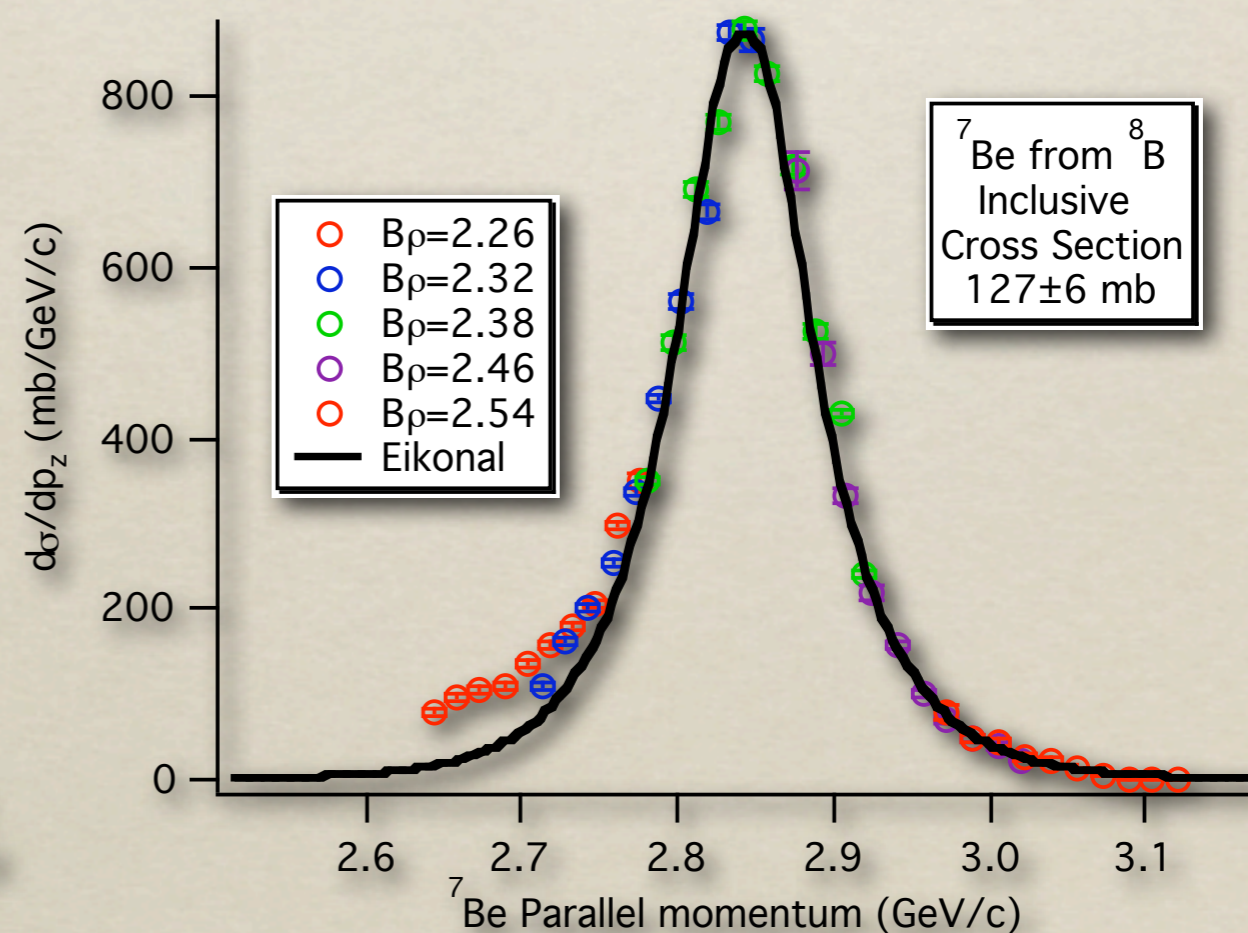 800
600
400
200
0
dσ/dp_z (mb/GeV/c)
Bρ=2.26
Bρ=2.32
Bρ=2.38
Bρ=2.46
Bρ=2.54
Eikonal
⁷Be from ⁸B
Inclusive
Cross Section
127±6 mb
2.6 2.7 2.8 2.9 3.0 3.1
⁷Be Parallel momentum (GeV/c)